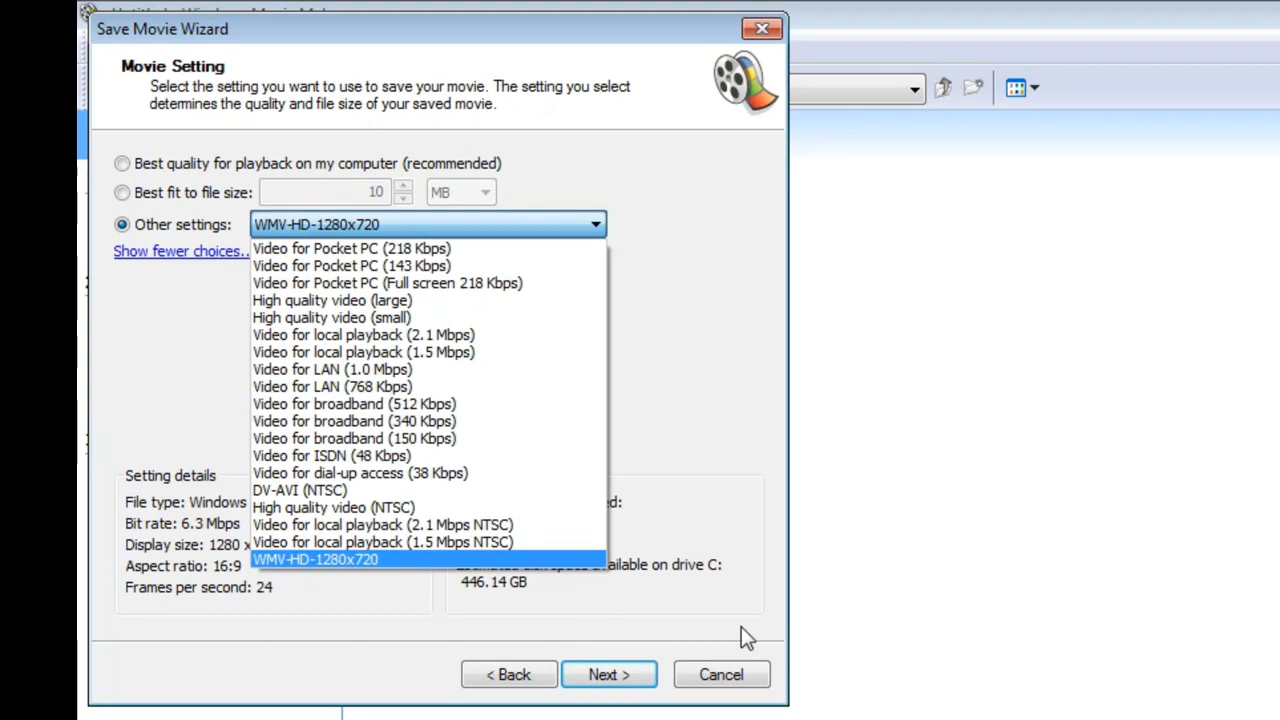 Save Movie Wizard
Movie Setting
Select the setting you want to use to save your movie. The setting you select
determines the quality and file size of your saved movie.
Best quality for playback on my computer (recommended)
Best fit to file size: 10 MB
Other settings: WMV-HD-1280x720
Show fewer choices..
Video for Pocket PC (218 Kbps)
Video for Pocket PC (143 Kbps)
Video for Pocket PC (Full screen 218 Kbps)
High quality video (large)
High quality video (small)
Video for local playback (2.1 Mbps)
Video for local playback (1.5 Mbps)
Video for LAN (1.0 Mbps)
Video for LAN (768 Kbps)
Video for broadband (512 Kbps)
Video for broadband (340 Kbps)
Video for broadband (150 Kbps)
Video for ISDN (48 Kbps)
Video for dial-up access (38 Kbps)
DV-AVI (NTSC)
High quality video (NTSC)
Video for local playback (2.1 Mbps NTSC)
Video for local playback (1.5 Mbps NTSC)
WMV-HD-1280x720
Setting details
File type: Windows
Bit rate: 6.3 Mbps
Display size: 1280 x
Aspect ratio: 16:9
Frames per second: 24
available on drive C:
446.14 GB
< Back
Next >
Cancel